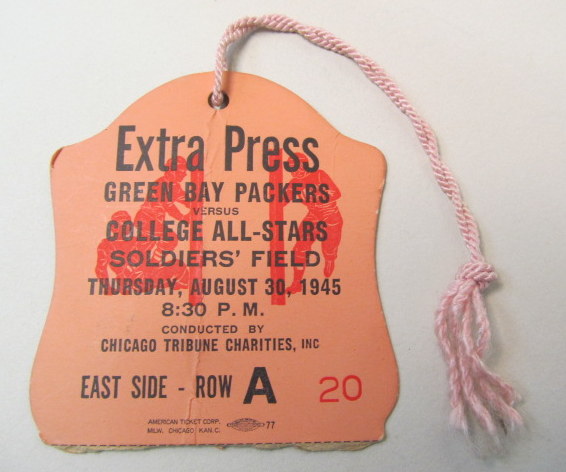 Extra Press
GREEN BAY PACKERS
VERSUS
COLLEGE ALL-STARS
SOLDIERS' FIELD
THURSDAY, AUGUST 30, 1945
8:30 P. M.
CONDUCTED BY
CHICAGO TRIBUNE CHARITIES, INC
EAST SIDE - ROW A 20
AMERICAN TICKET CORP.
MILW. CHICAGO KAN.C. 77